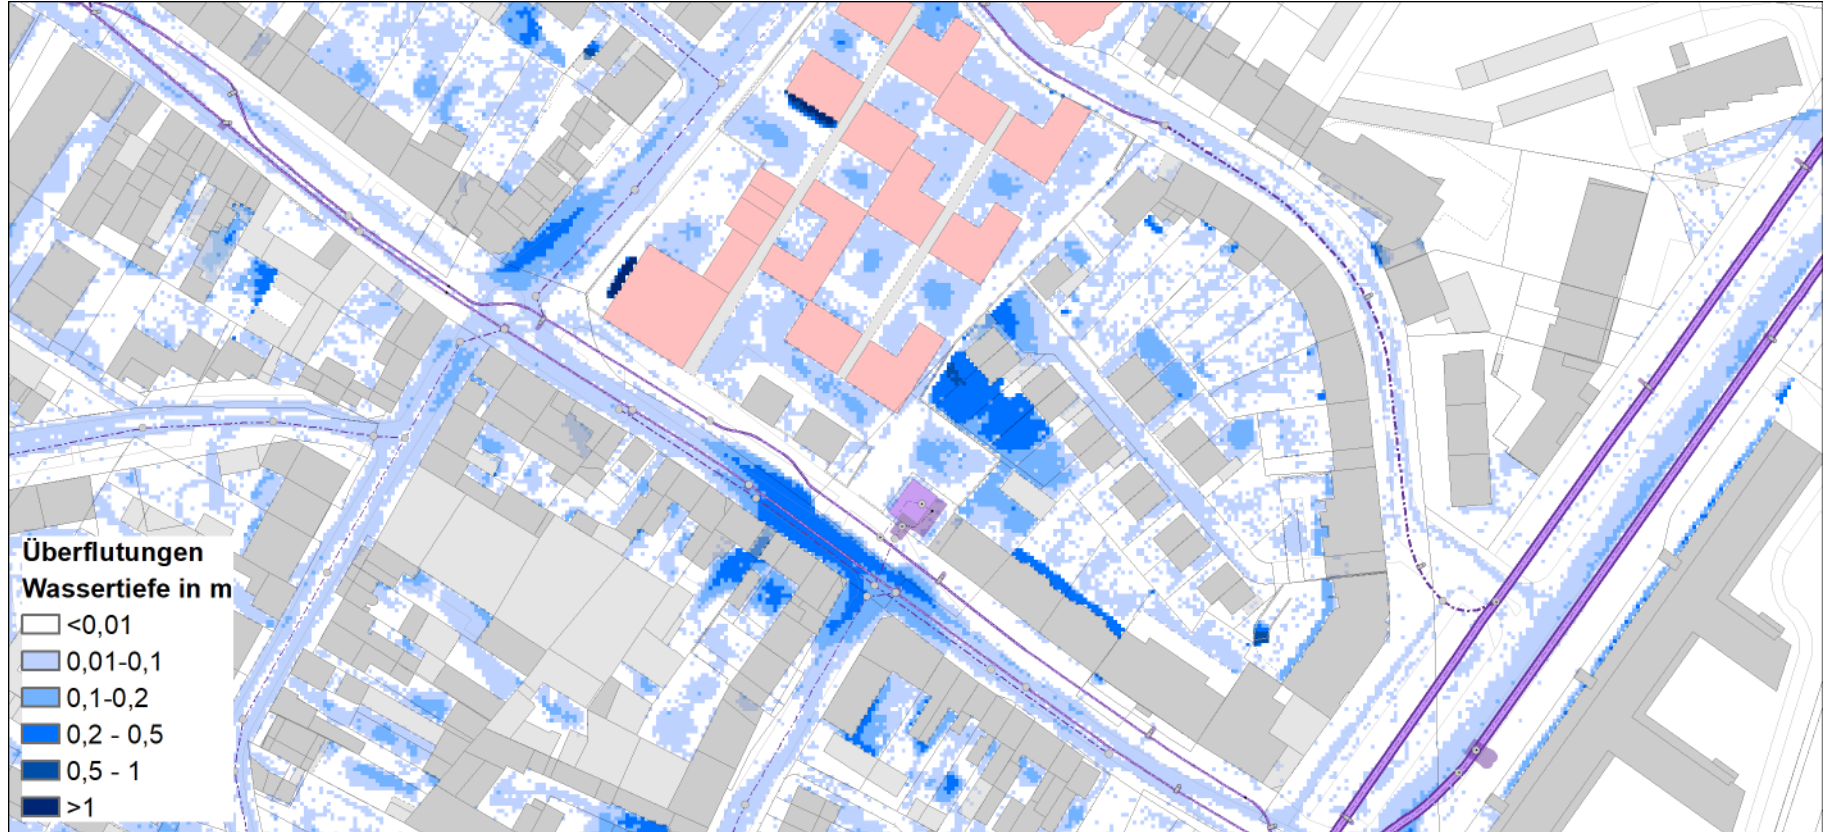 Überflutungen
Wassertiefe in m
<0,01
0,01-0,1
0,1-0,2
0,2 - 0,5
0,5 - 1
>1